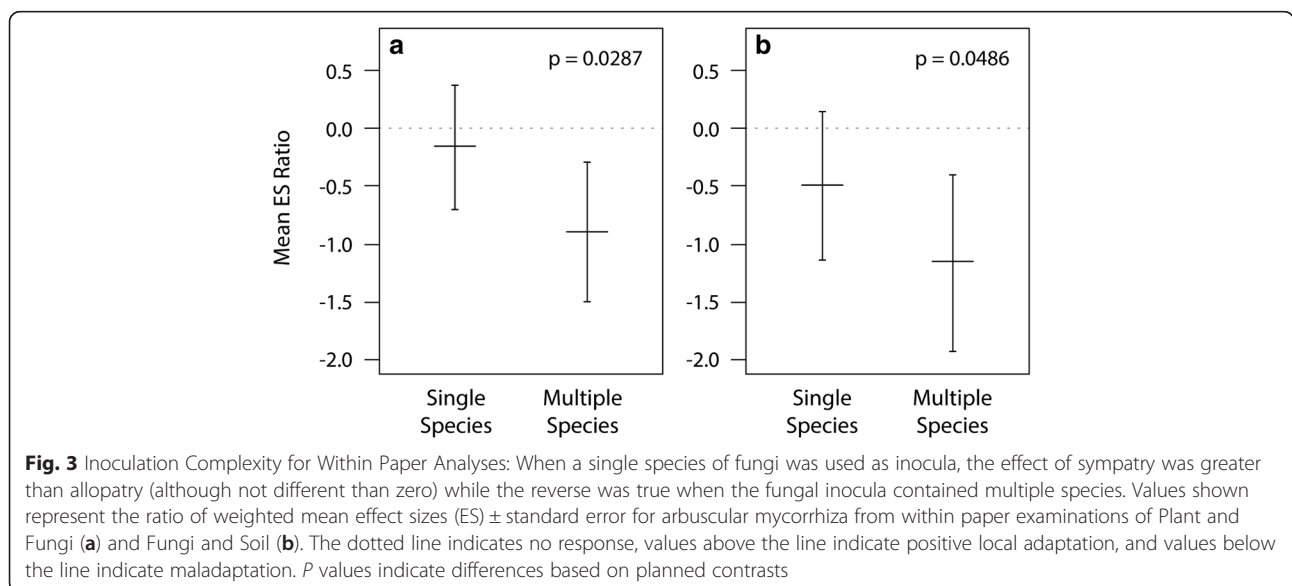 a
p = 0.0287
b
p = 0.0486
Mean ES Ratio
0.5
0.0
-0.5
-1.0
-1.5
-2.0
0.5
0.0
-0.5
-1.0
-1.5
-2.0
Single
Species
Multiple
Species
Single
Species
Multiple
Species
Fig. 3 Inoculation Complexity for Within Paper Analyses: When a single species of fungi was used as inocula, the effect of sympatry was greater
than allopatry (although not different than zero) while the reverse was true when the fungal inocula contained multiple species. Values shown
represent the ratio of weighted mean effect sizes (ES) ± standard error for arbuscular mycorrhiza from within paper examinations of Plant and
Fungi (a) and Fungi and Soil (b). The dotted line indicates no response, values above the line indicate positive local adaptation, and values below
the line indicate maladaptation. P values indicate differences based on planned contrasts